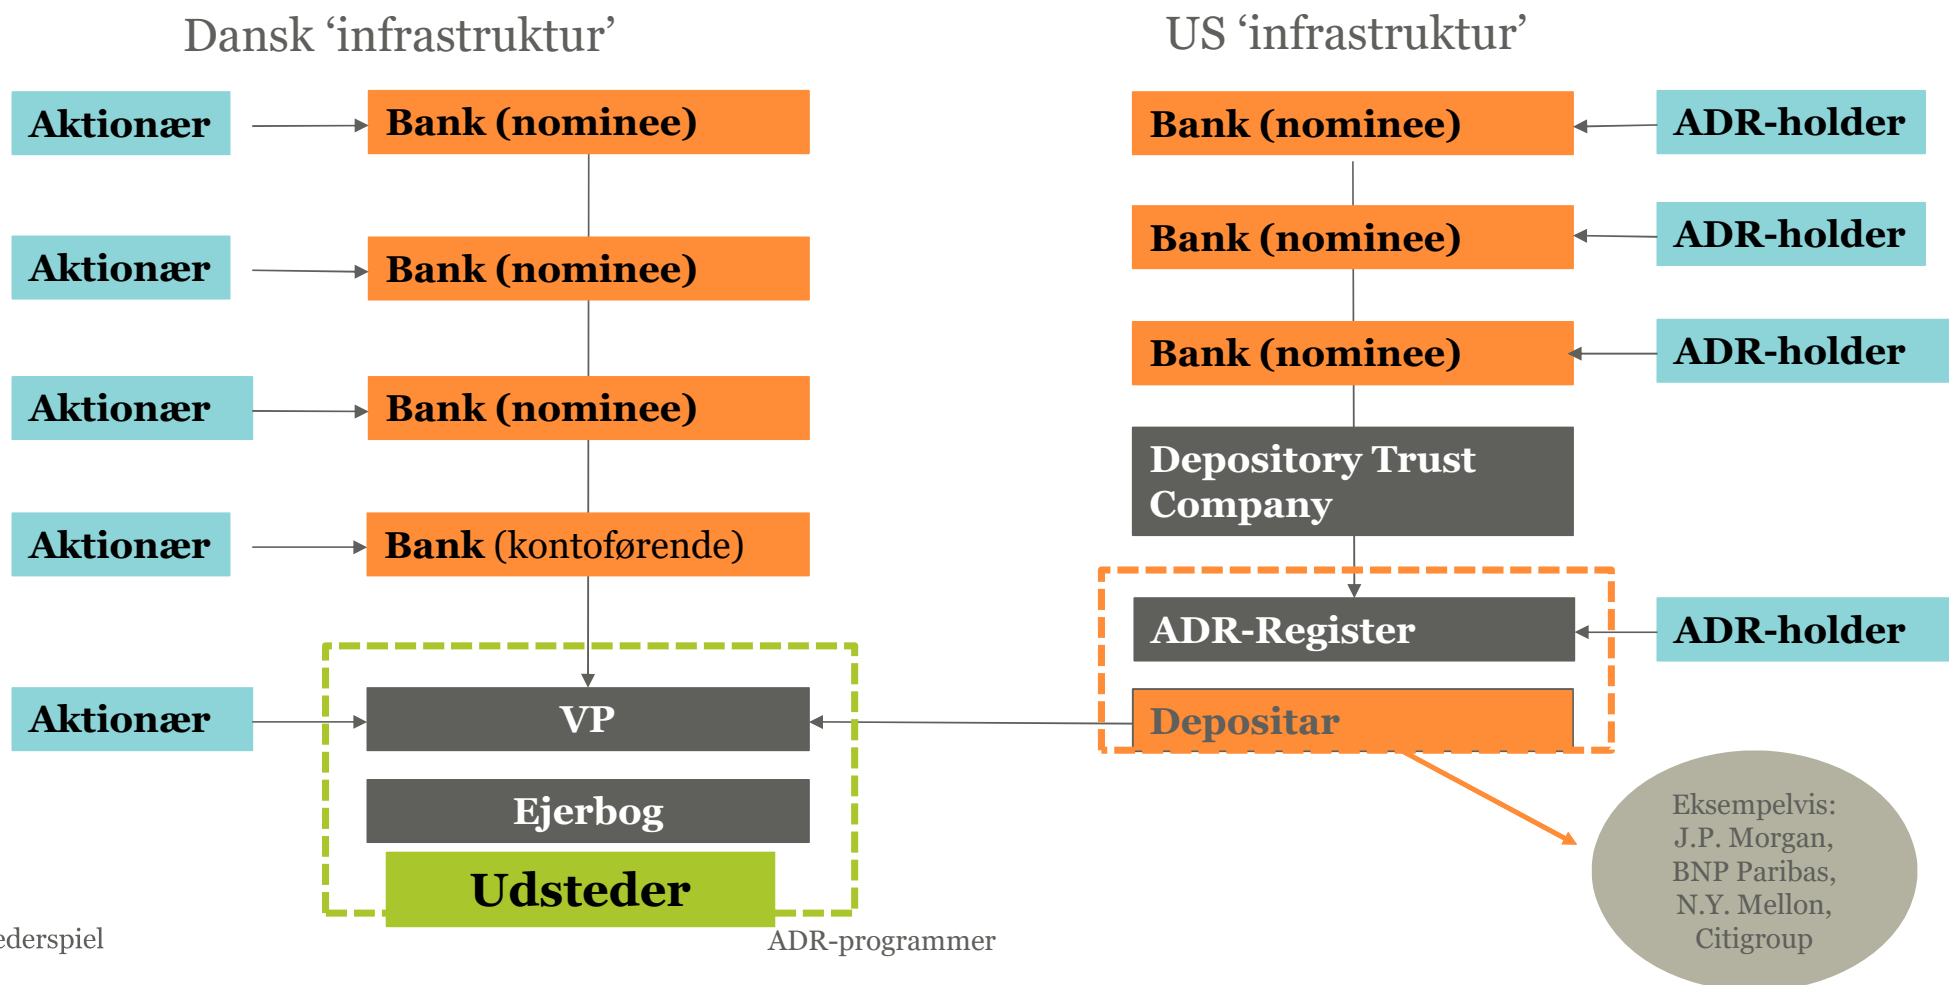 Dansk ‘infrastruktur’
Aktionær
Bank (nominee)
Aktionær
Bank (nominee)
Aktionær
Bank (nominee)
Aktionær
Bank (kontoførende)
Aktionær
VP
Ejerbog
Udsteder
US ‘infrastruktur’
Bank (nominee)
ADR-holder
Bank (nominee)
ADR-holder
Bank (nominee)
ADR-holder
Depository Trust
Company
ADR-Register
ADR-holder
Depositar
Eksempelvis:
J.P. Morgan,
BNP Paribas,
N.Y. Mellon,
Citigroup
ederspiel
ADR-programmer